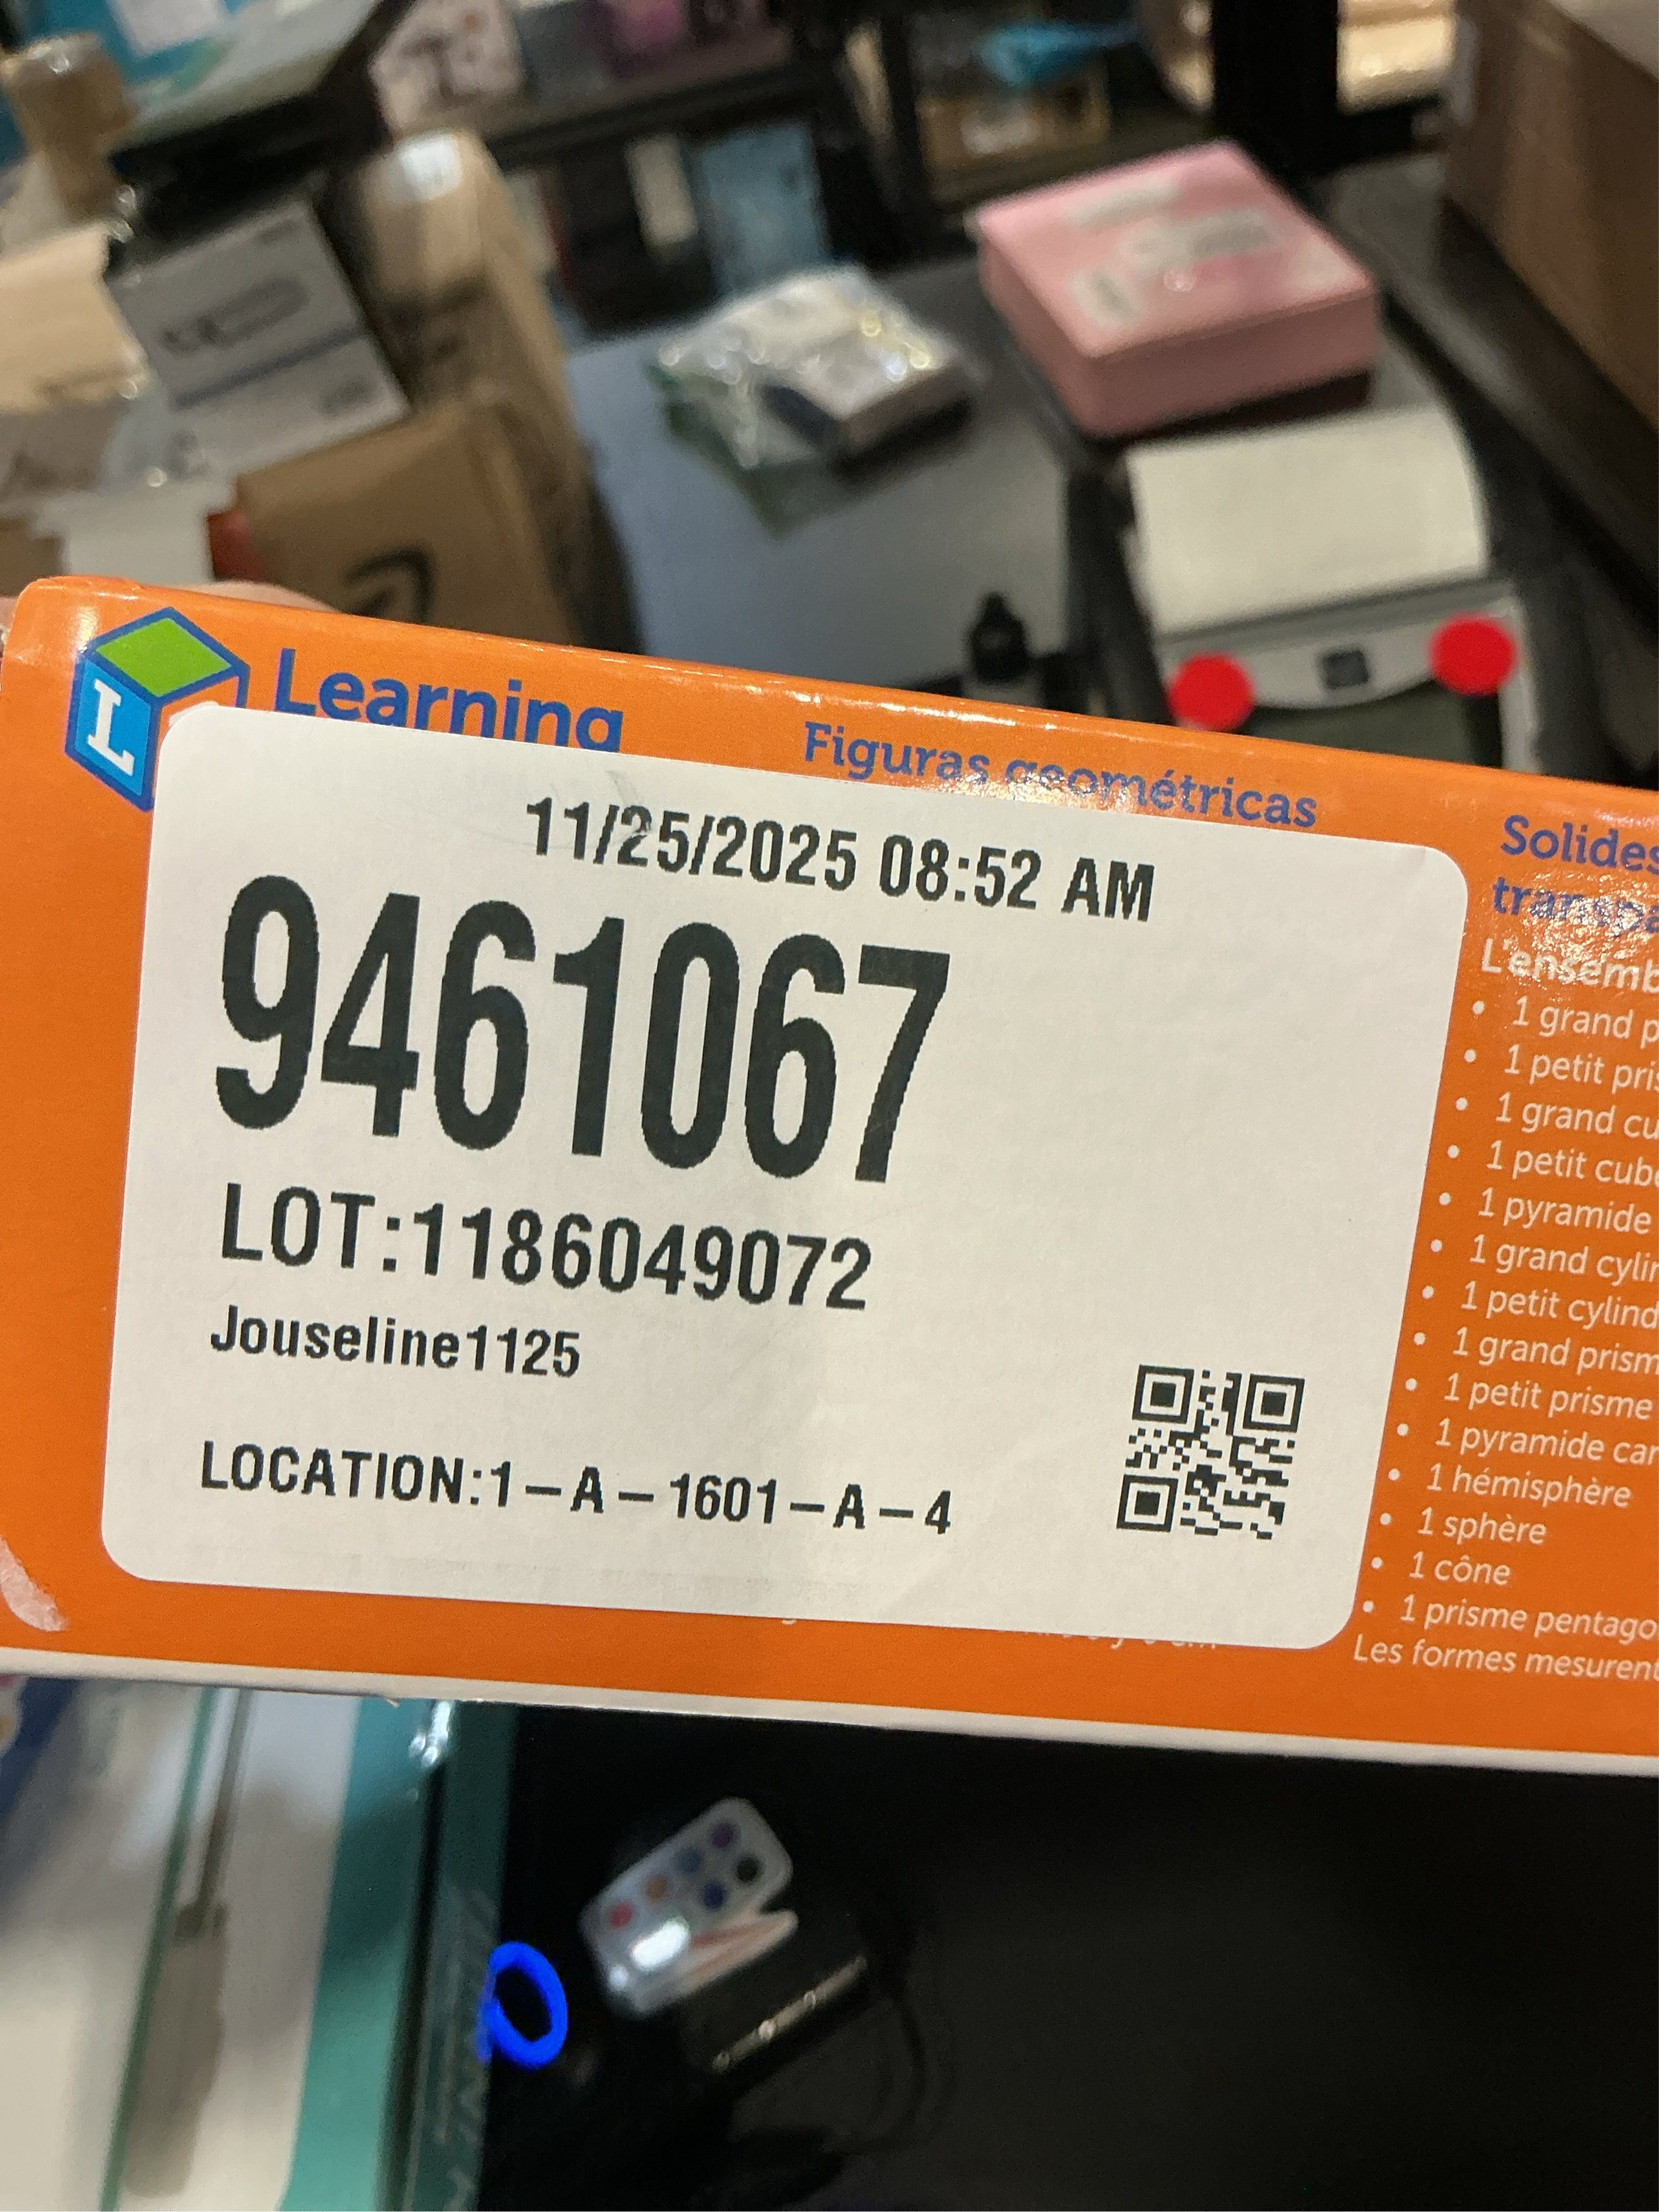 L
Learning
Figuras geométricas
11/25/2025 08:52 AM
9461067
LOT:1186049072
Jouseline1125
LOCATION:1-A-1601-A-4
Solides
L'ensemb
• 1 grand p
• 1 petit pris
• 1 grand cu
• 1 petit cube
• 1 pyramide
• 1 grand cylin
• 1 petit cylind
• 1 grand prism
• 1 petit prisme
• 1 pyramide car
• 1 hémisphère
• 1 sphère
• 1 cône
• 1 prisme pentago
Les formes mesurent